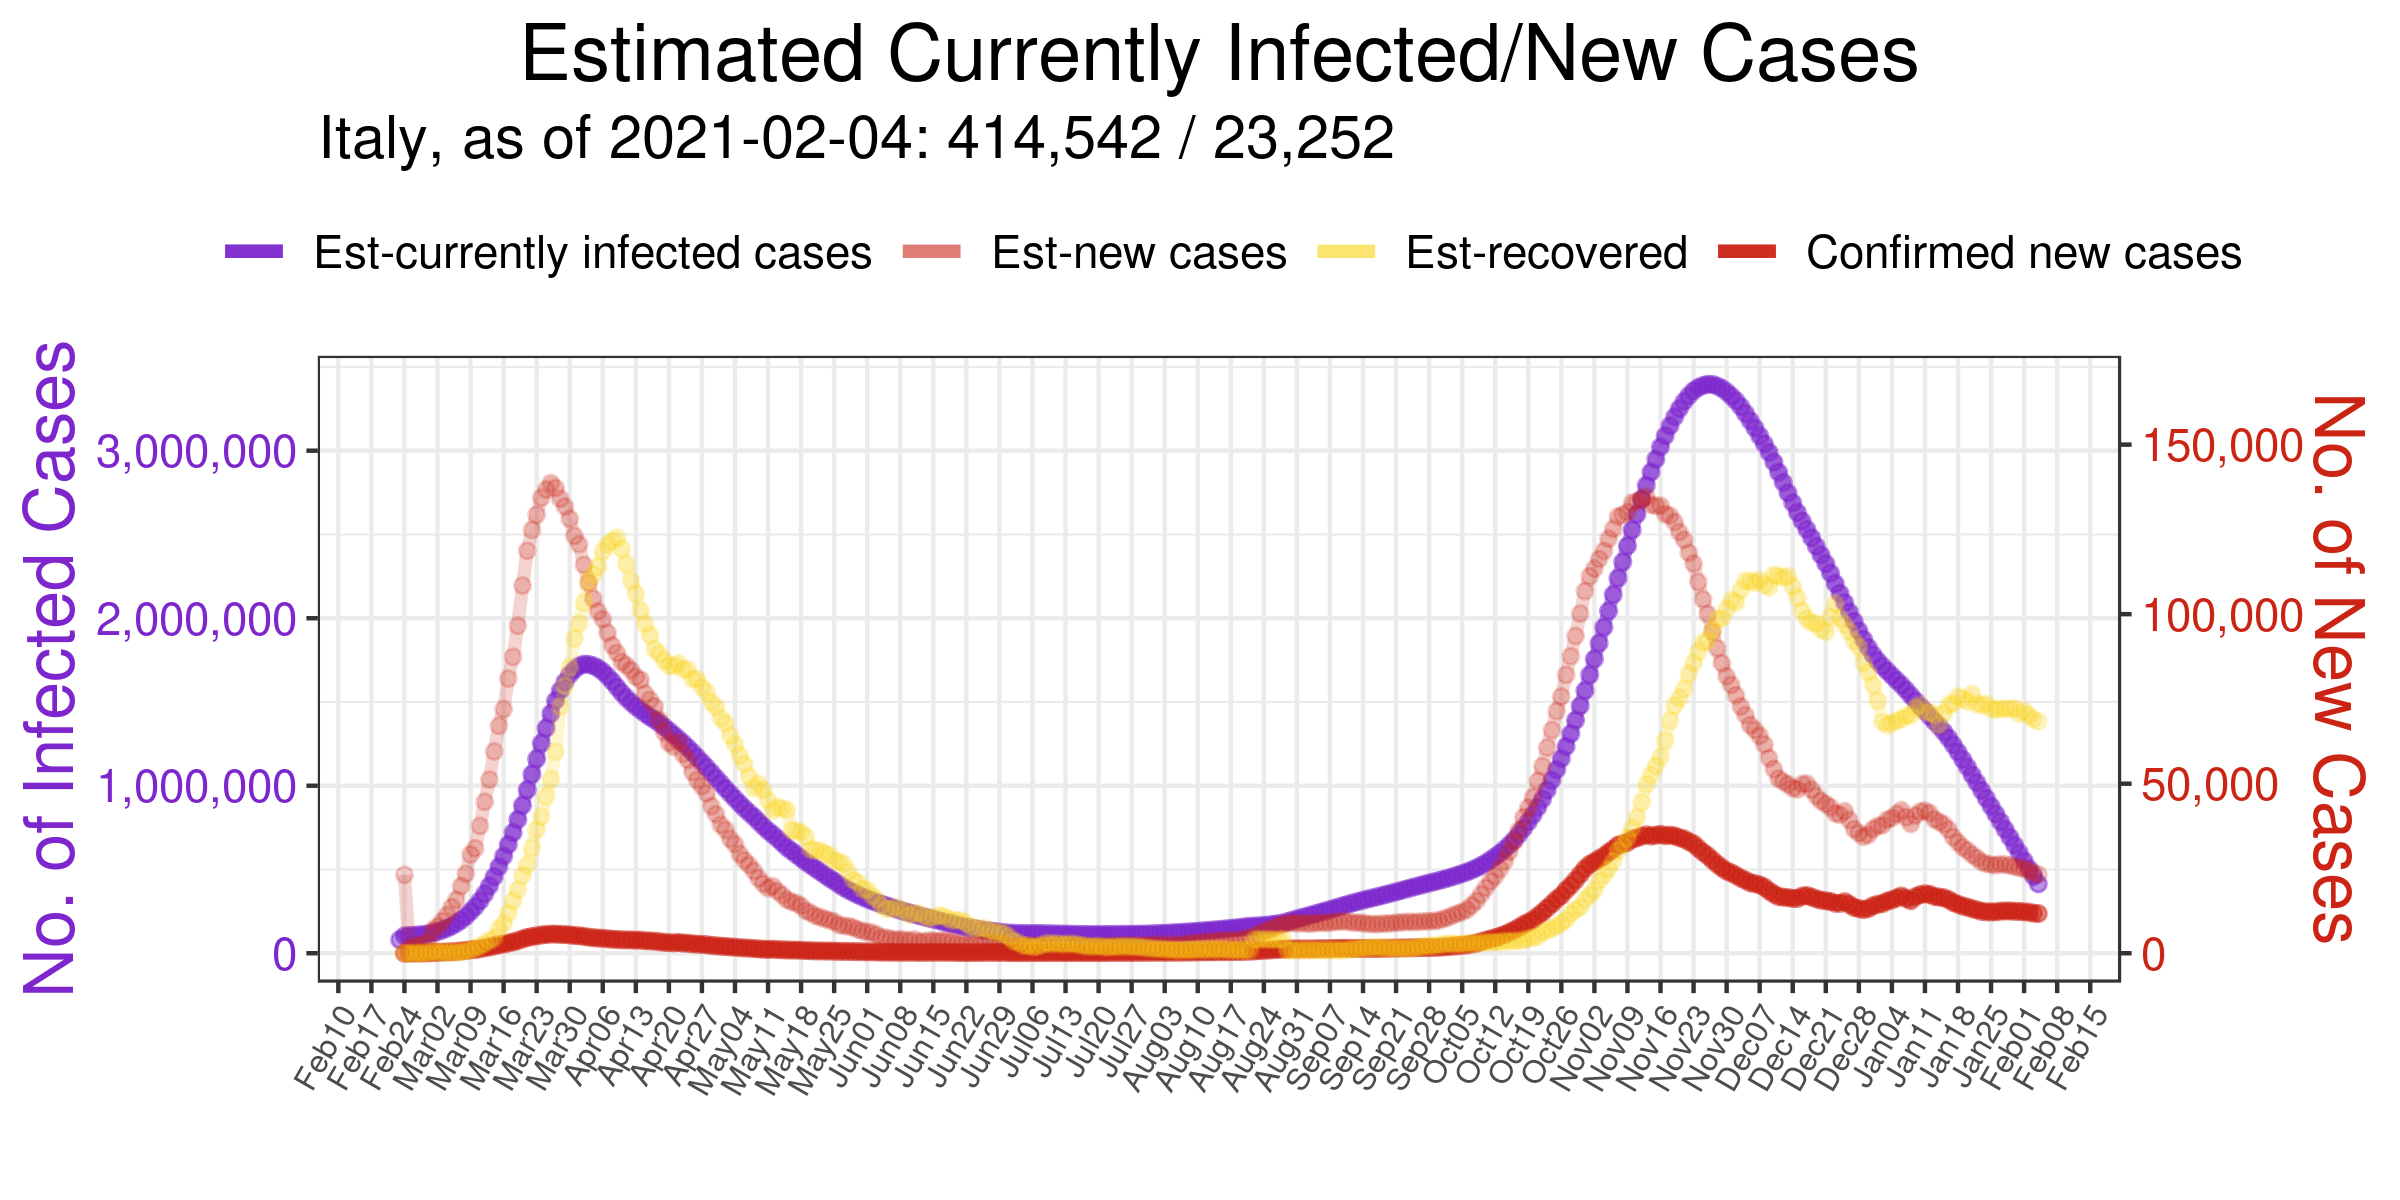 Estimated Currently Infected/New Cases
Italy, as of 2021-02-04: 414,542 / 23,252
Est-currently infected cases Est-new cases Est-recovered Confirmed new cases
No. of Infected Cases
3,000,000
2,000,000
1,000,000
0
150,000
100,000
50,000
0
No. of New Cases
Feb10 Feb17 Feb24 Mar02 Mar09 Mar16 Mar23 Mar30 Apr06 Apr13 Apr20 Apr27 May04 May11 May18 May25 Jun01 Jun08 Jun15 Jun22 Jun29 Jul06 Jul13 Jul20 Jul27 Aug03 Aug10 Aug17 Aug24 Aug31 Sep07 Sep14 Sep21 Sep28 Oct05 Oct12 Oct19 Oct26 Nov02 Nov09 Nov16 Nov23 Nov30 Dec07 Dec14 Dec21 Dec28 Jan04 Jan11 Jan18 Jan25 Feb01 Feb08 Feb15